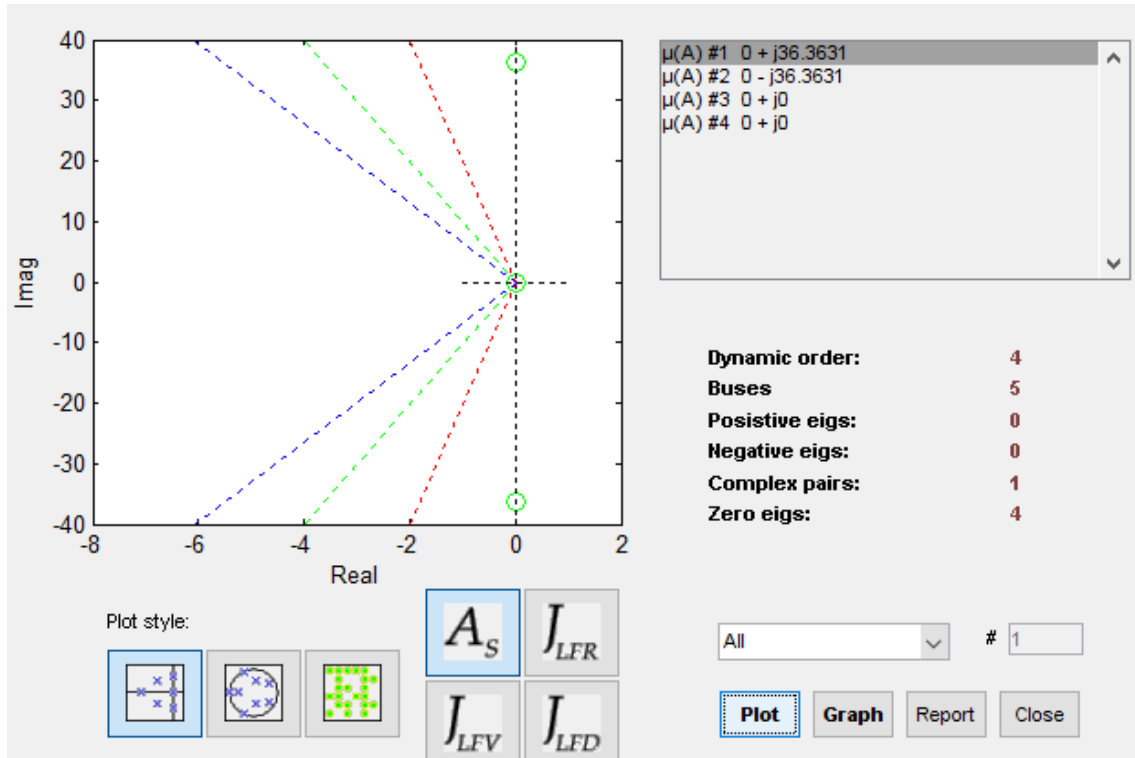 40
30
20
10
0
-10
-20
-30
-40
Imag
-8
-6
-4
-2
0
2
Real
µ(A) #1 0 + j36.3631
µ(A) #2 0 - j36.3631
µ(A) #3 0 + j0
µ(A) #4 0 + j0
Dynamic order: 4
Buses 5
Posistive eigs: 0
Negative eigs: 0
Complex pairs: 1
Zero eigs: 4
Plot style:
A_S
J_LFR
J_LFV
J_LFD
All
# 1
Plot Graph Report Close